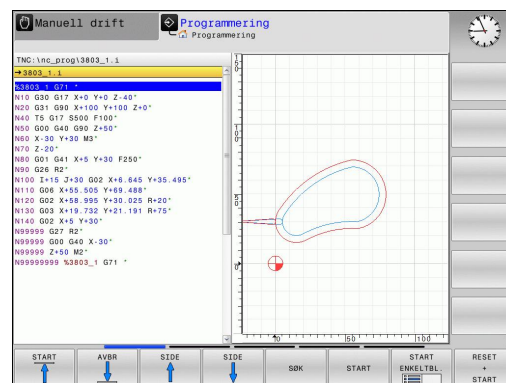 Manuell drift
Programmering
Programmering
TNC:\nc_prog\3803_1.i
→3803_1.i
%3803_1 G71 *
N10 G30 G17 X+0 Y+0 Z-40*
N20 G31 G90 X+100 Y+100 Z+0*
N40 T5 G17 S500 F100*
N50 G00 G40 G90 Z+50*
N60 X-30 Y+30 M3*
N70 Z-20*
N80 G01 G41 X+5 Y+30 F250*
N90 G26 R2*
N100 I+15 J+30 G02 X+6.645 Y+35.495*
N110 G06 X+55.505 Y+69.488*
N120 G02 X+58.995 Y+30.025 R+20*
N130 G03 X+19.732 Y+21.191 R+75*
N140 G02 X+5 Y+30*
N99999 G27 R2*
N99999 G00 G40 X-30*
N99999 Z+50 M2*
N99999999 %3803_1 G71 *
100
50
0
0
50
100
START
AVBR
SIDE
SIDE
SØK
START
START
ENKELTBL.
RESET
+
START